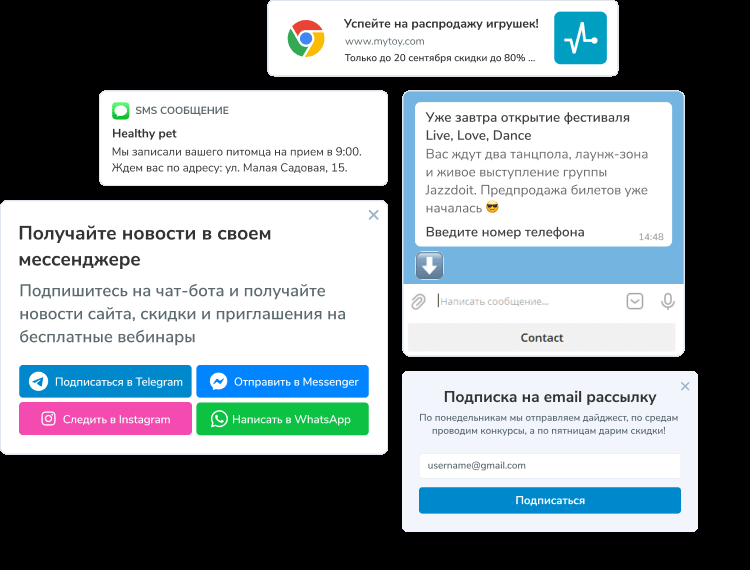 Успейте на распродажу игрушек!
www.mytoy.com
Только до 20 сентября скидки до 80% ...
SMS СООБЩЕНИЕ
Healthy pet
Мы записали вашего питомца на прием в 9:00.
Ждем вас по адресу: ул. Малая Садовая, 15.
Уже завтра открытие фестиваля
Live, Love, Dance
Вас ждут два танцпола, лаунж-зона
и живое выступление группы
Jazzdoit. Предпродажа билетов уже
началась 😎
Введите номер телефона
14:48
Написать сообщение...
Contact
Получайте новости в своем
мессенджере
Подпишитесь на чат-бота и получайте
новости сайта, скидки и приглашения на
бесплатные вебинары
Подписаться в Telegram
Отправить в Messenger
Следить в Instagram
Написать в WhatsApp
Подписка на email рассылку
По понедельникам мы отправляем дайджест, по средам
проводим конкурсы, а по пятницам дарим скидки!
username@gmail.com
Подписаться